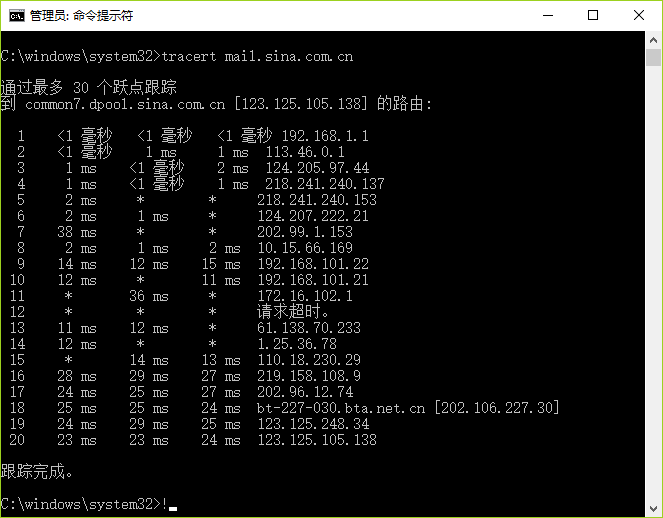 管理员: 命令提示符
C:\windows\system32>tracert mail.sina.com.cn
通过最多 30 个跃点跟踪
到 common7.dpool.sina.com.cn [123.125.105.138] 的路由:
1 <1 毫秒 <1 毫秒 <1 毫秒 192.168.1.1
2 <1 毫秒 1 ms 1 ms 113.46.0.1
3 1 ms <1 毫秒 2 ms 124.205.97.44
4 1 ms <1 毫秒 1 ms 218.241.240.137
5 2 ms * * 218.241.240.153
6 2 ms 1 ms * 124.207.222.21
7 38 ms * * 202.99.1.153
8 2 ms 1 ms 2 ms 10.15.66.169
9 14 ms 12 ms 15 ms 192.168.101.22
10 12 ms * 11 ms 192.168.101.21
11 * 36 ms * 172.16.102.1
12 * * * 请求超时。
13 11 ms 12 ms * 61.138.70.233
14 12 ms * * 1.25.36.78
15 * 14 ms 13 ms 110.18.230.29
16 28 ms 29 ms 27 ms 219.158.108.9
17 24 ms 25 ms 27 ms 202.96.12.74
18 25 ms 25 ms 24 ms bt-227-030.bta.net.cn [202.106.227.30]
19 24 ms 29 ms 25 ms 123.125.248.34
20 23 ms 23 ms 24 ms 123.125.105.138
跟踪完成。
C:\windows\system32>!